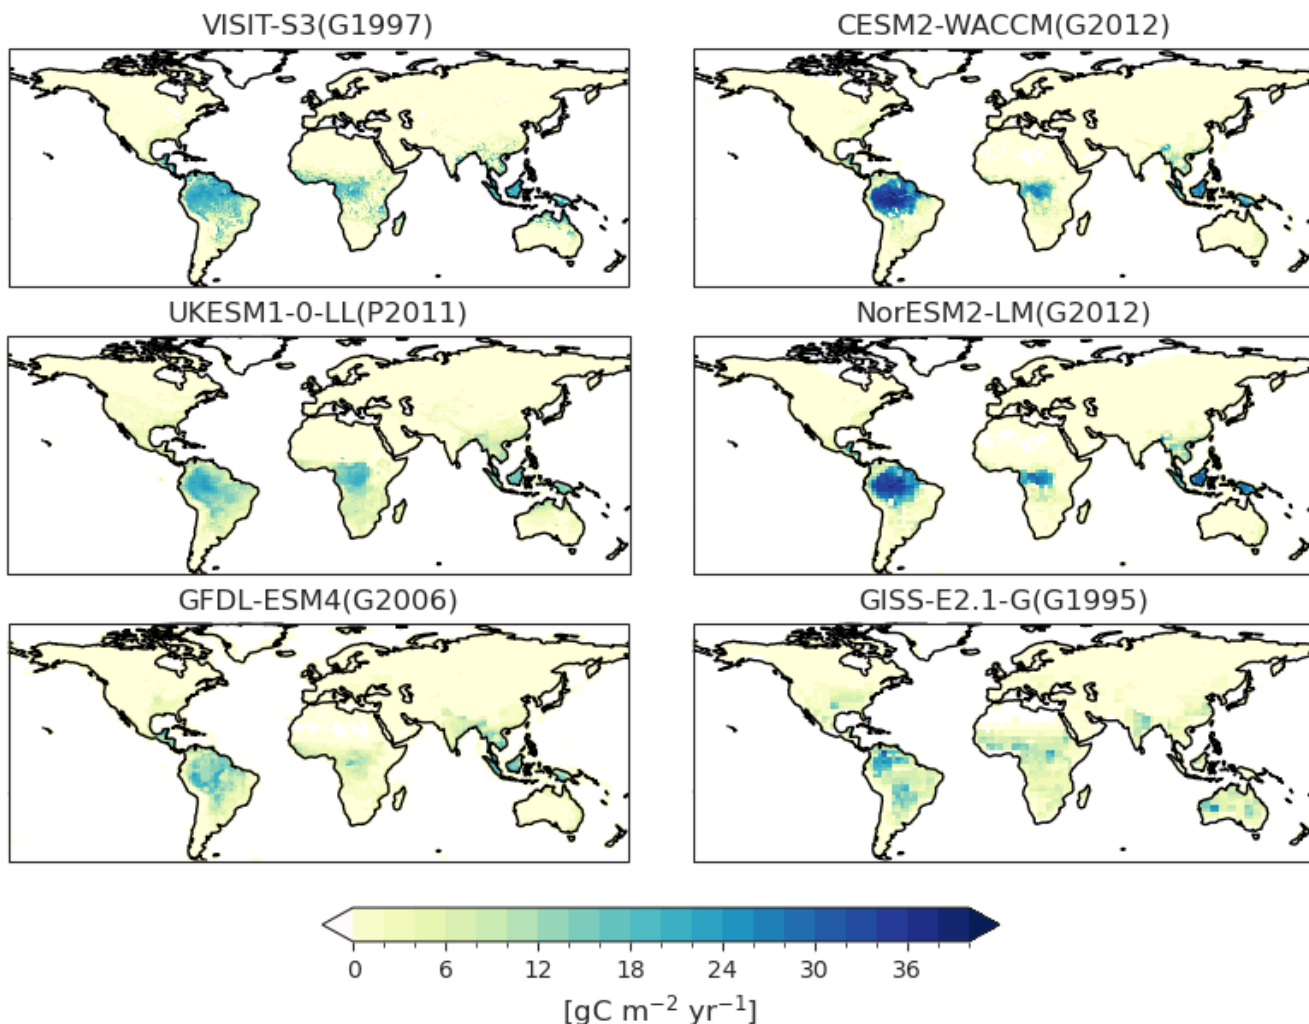 VISIT-S3(G1997) CESM2-WACCM(G2012)
UKESM1-0-LL(P2011) NorESM2-LM(G2012)
GFDL-ESM4(G2006) GISS-E2.1-G(G1995)
0 6 12 18 24 30 36
[gC m⁻² yr⁻¹]